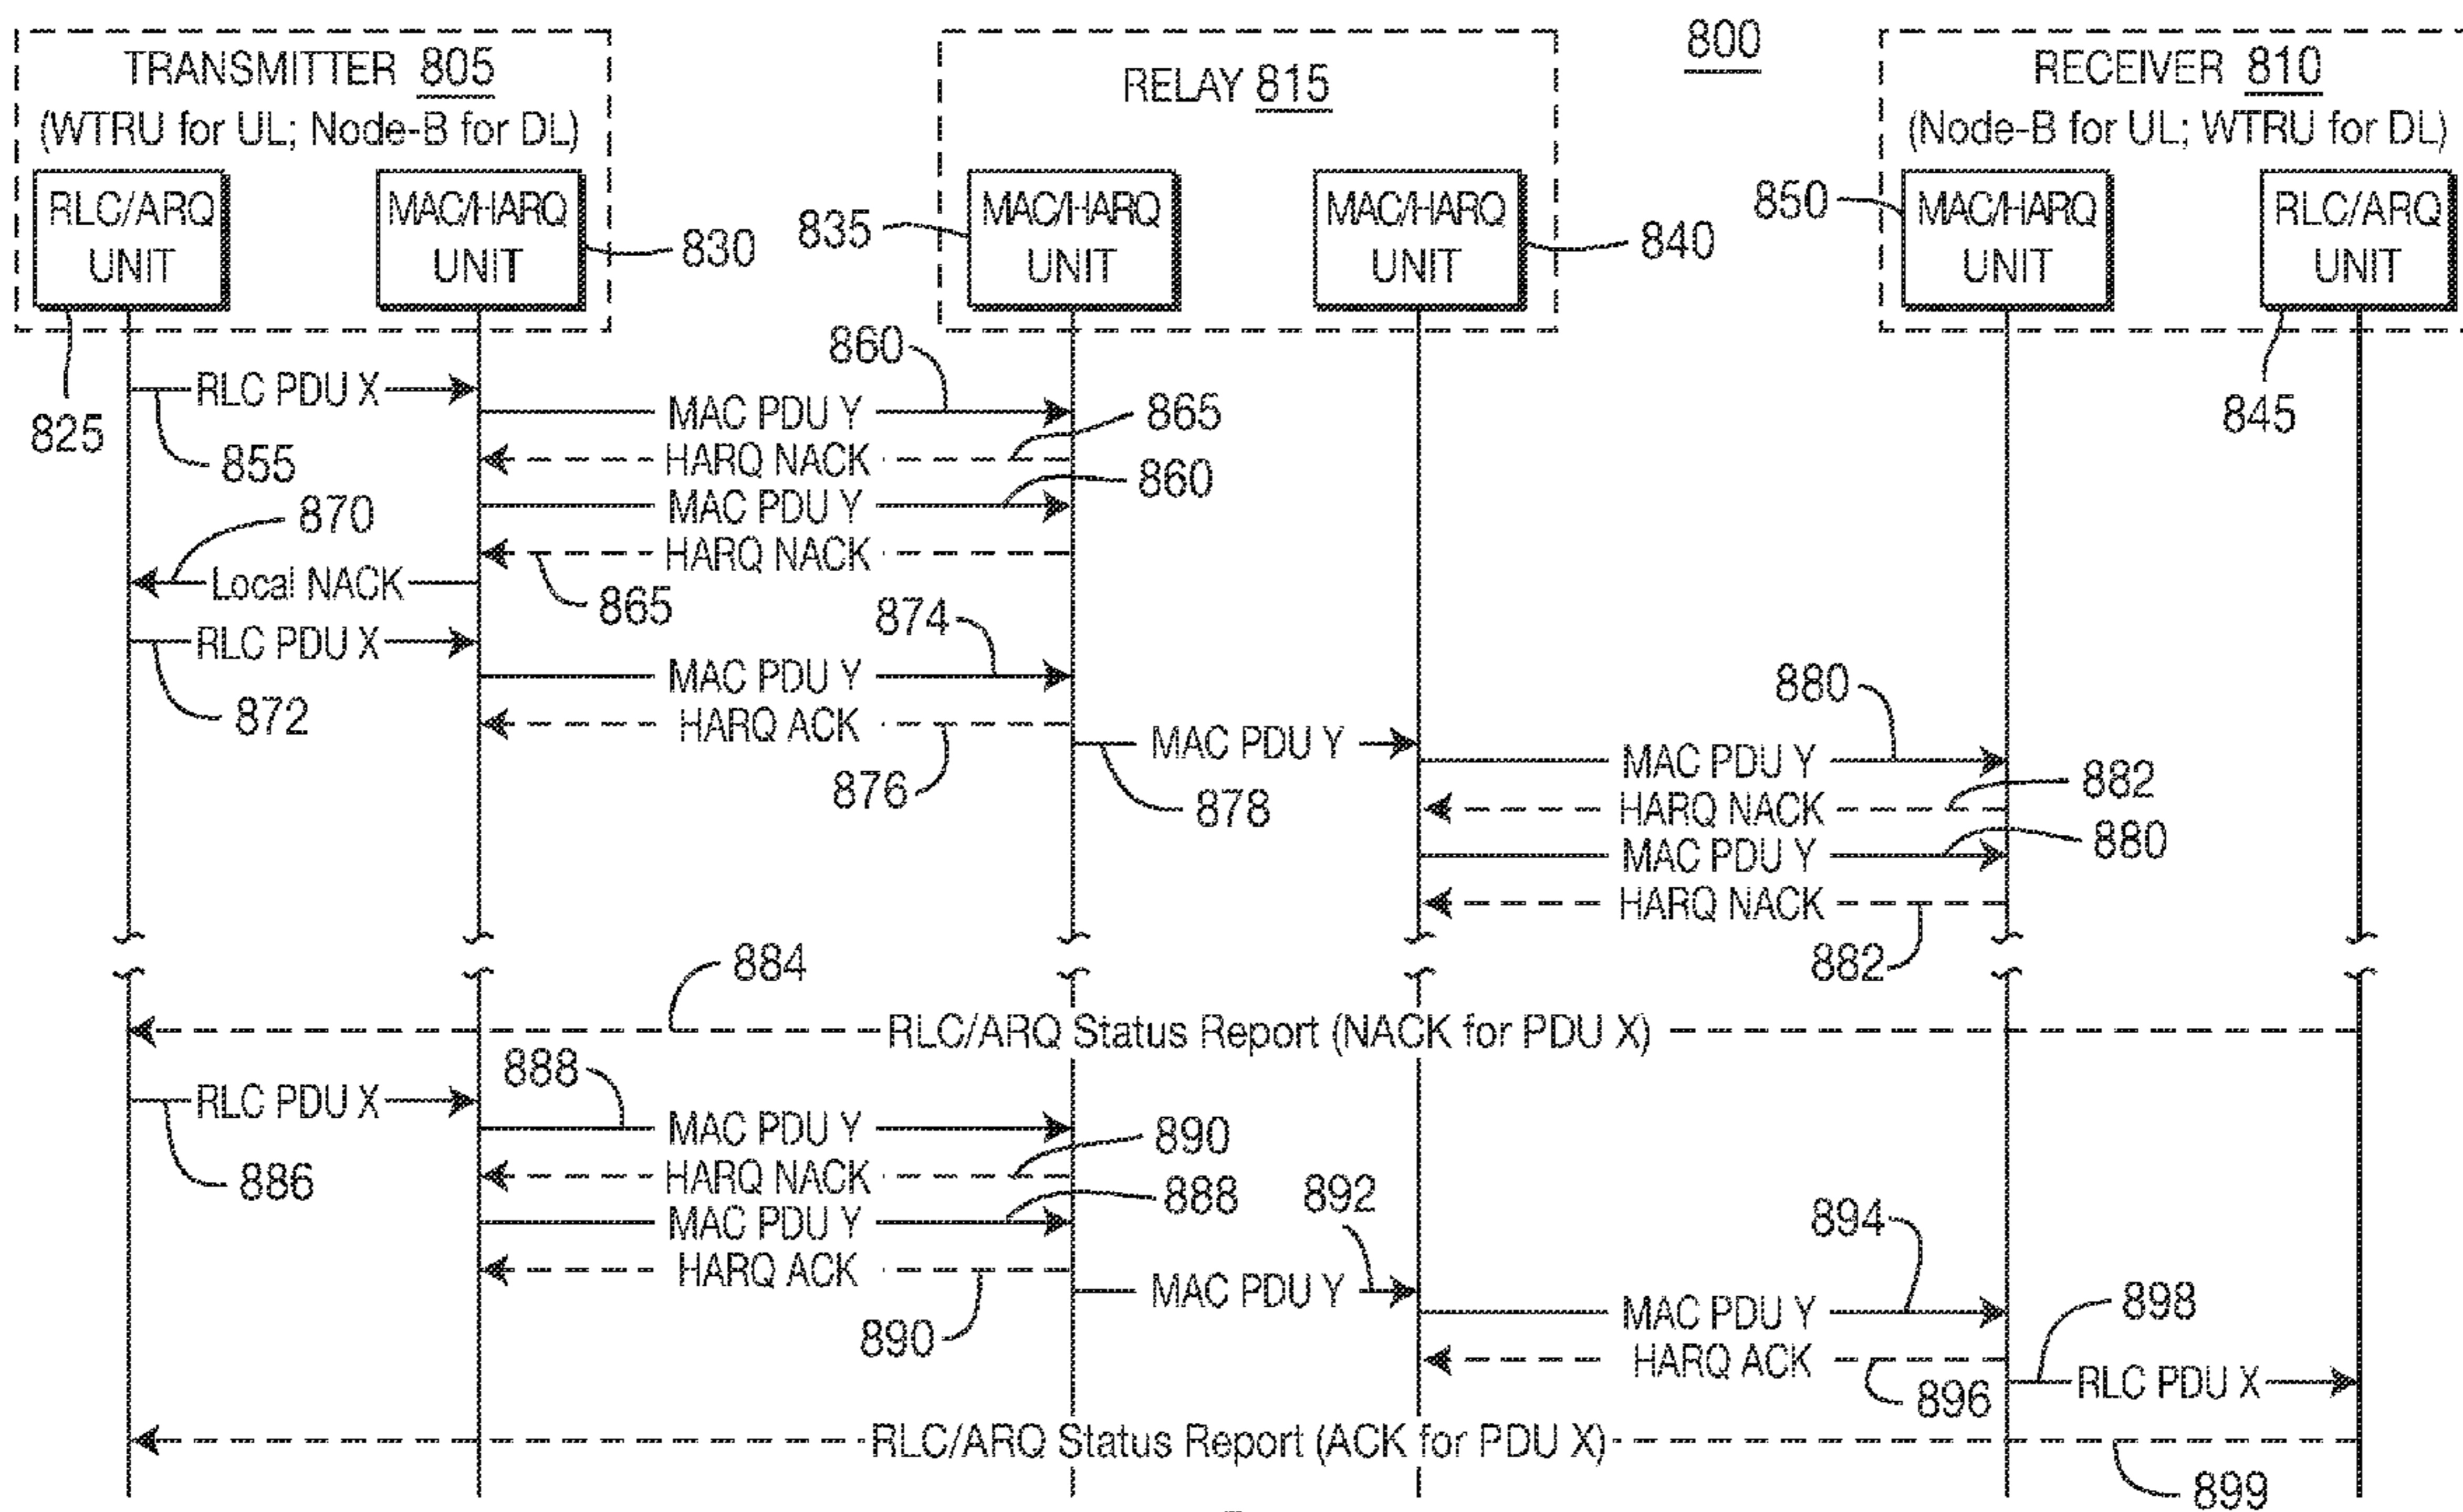 800
TRANSMITTER 805
(WTRU for UL; Node-B for DL)
RELAY 815
RECEIVER 810
(Node-B for UL; WTRU for DL)
RLC/ARQ
UNIT
MAC/HARQ
UNIT
830
835
MAC/HARQ
UNIT
MAC/HARQ
UNIT
840
850
MAC/HARQ
UNIT
RLC/ARQ
UNIT
825
845
RLC PDU X
855
860
MAC PDU Y
865
HARQ NACK
MAC PDU Y
860
870
HARQ NACK
Local NACK
865
874
RLC PDU X
872
MAC PDU Y
HARQ ACK
876
MAC PDU Y
878
880
MAC PDU Y
882
HARQ NACK
MAC PDU Y
880
HARQ NACK
882
884
RLC/ARQ Status Report (NACK for PDU X)
RLC PDU X
886
888
MAC PDU Y
890
HARQ NACK
888
MAC PDU Y
HARQ ACK
890
892
MAC PDU Y
894
MAC PDU Y
898
HARQ ACK
896
RLC PDU X
RLC/ARQ Status Report (ACK for PDU X)
899